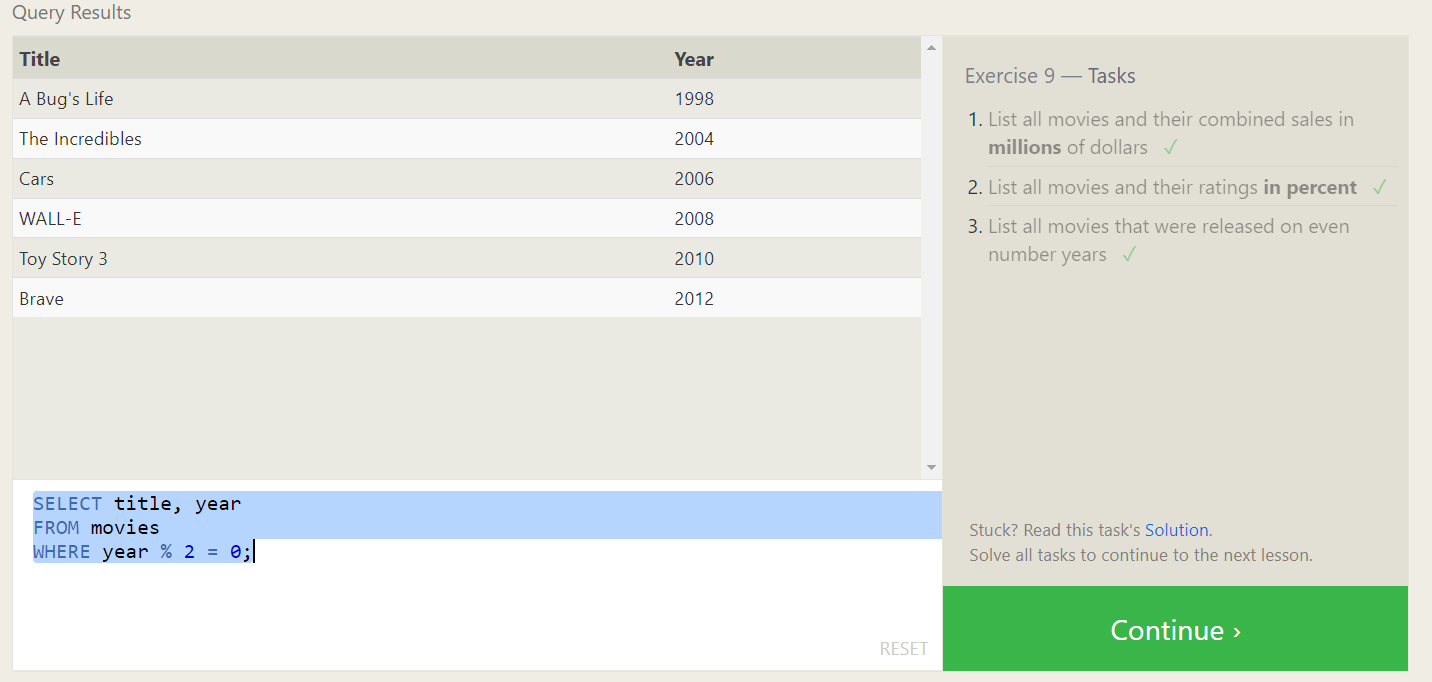 Query Results
Title Year
A Bug's Life 1998
The Incredibles 2004
Cars 2006
WALL-E 2008
Toy Story 3 2010
Brave 2012
SELECT title, year
FROM movies
WHERE year % 2 = 0;
RESET
Exercise 9 — Tasks
1. List all movies and their combined sales in
millions of dollars ✓
2. List all movies and their ratings in percent ✓
3. List all movies that were released on even
number years ✓
Stuck? Read this task's Solution.
Solve all tasks to continue to the next lesson.
Continue ›